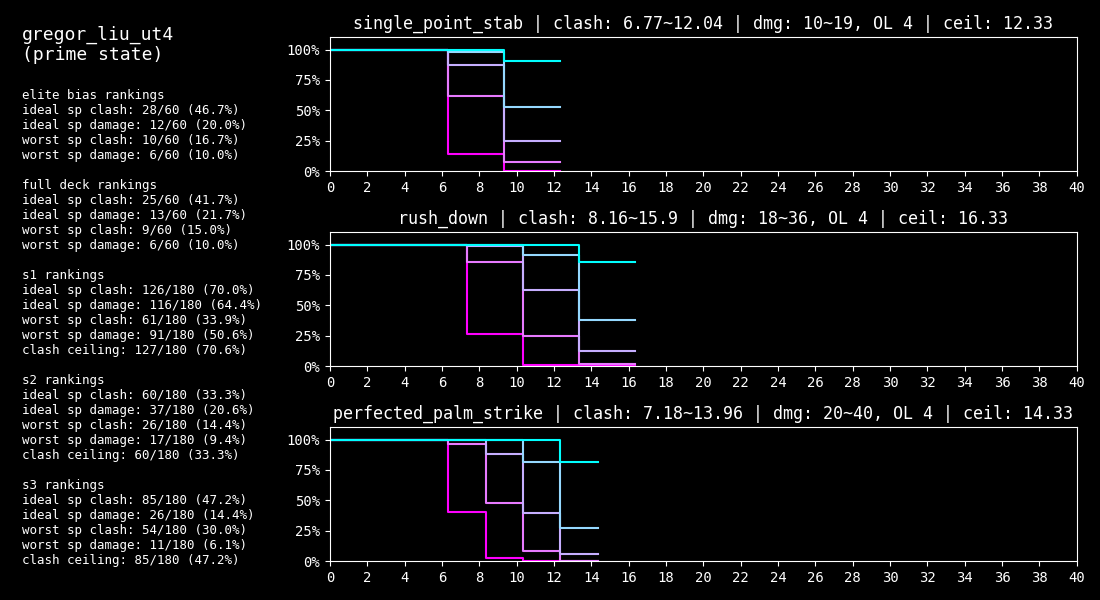 gregor_liu_ut4
(prime state)
elite bias rankings
ideal sp clash: 28/60 (46.7%)
ideal sp damage: 12/60 (20.0%)
worst sp clash: 10/60 (16.7%)
worst sp damage: 6/60 (10.0%)
full deck rankings
ideal sp clash: 25/60 (41.7%)
ideal sp damage: 13/60 (21.7%)
worst sp clash: 9/60 (15.0%)
worst sp damage: 6/60 (10.0%)
s1 rankings
ideal sp clash: 126/180 (70.0%)
ideal sp damage: 116/180 (64.4%)
worst sp clash: 61/180 (33.9%)
worst sp damage: 91/180 (50.6%)
clash ceiling: 127/180 (70.6%)
s2 rankings
ideal sp clash: 60/180 (33.3%)
ideal sp damage: 37/180 (20.6%)
worst sp clash: 26/180 (14.4%)
worst sp damage: 17/180 (9.4%)
clash ceiling: 60/180 (33.3%)
s3 rankings
ideal sp clash: 85/180 (47.2%)
ideal sp damage: 26/180 (14.4%)
worst sp clash: 54/180 (30.0%)
worst sp damage: 11/180 (6.1%)
clash ceiling: 85/180 (47.2%)
single_point_stab | clash: 6.77~12.04 | dmg: 10~19, OL 4 | ceil: 12.33
100%
75%
50%
25%
0%
0 2 4 6 8 10 12 14 16 18 20 22 24 26 28 30 32 34 36 38 40
rush_down | clash: 8.16~15.9 | dmg: 18~36, OL 4 | ceil: 16.33
100%
75%
50%
25%
0%
0 2 4 6 8 10 12 14 16 18 20 22 24 26 28 30 32 34 36 38 40
perfected_palm_strike | clash: 7.18~13.96 | dmg: 20~40, OL 4 | ceil: 14.33
100%
75%
50%
25%
0%
0 2 4 6 8 10 12 14 16 18 20 22 24 26 28 30 32 34 36 38 40